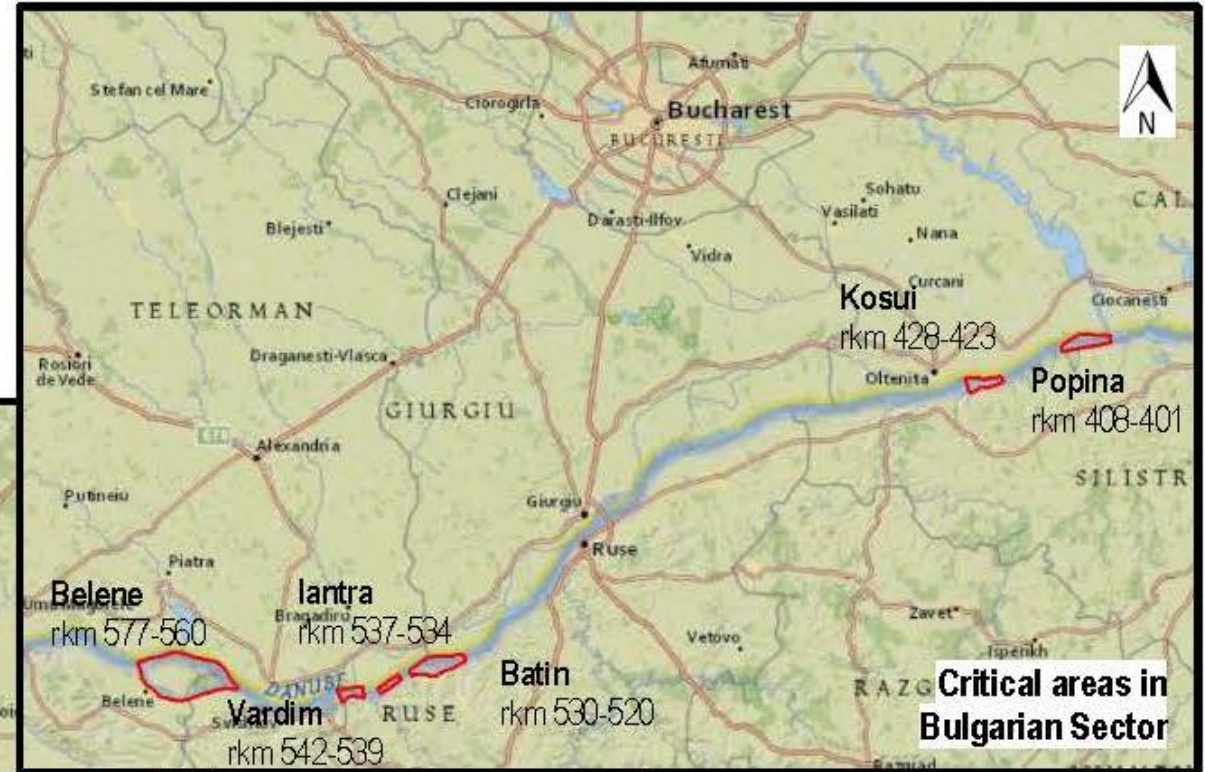 Stefan cel Mare
Afumati
Ciorogirla
Bucharest
BUCURESTI
N
Clejani
Sohatu
CAL
Blejesti
Darasti-Ilfov
Vasilati
Nana
Vidra
Curcani
TELEORMAN
Kosui
rkm 428-423
Ciocanesti
Rosiori
de Vede
Draganesti-Vlasca
Oltenita
Popina
rkm 408-401
GIURGIU
Alexandria
SILISTR
Putineiu
Giurgiu
Ruse
Piatra
Belene
rkm 577-560
Iantra
Bragadiru
rkm 537-534
Zavet
Vetovo
Isperikh
Batin
rkm 530-520
DANUBE
Belene
Vardim
rkm 542-539
RUSE
RAZG
Critical areas in
Bulgarian Sector